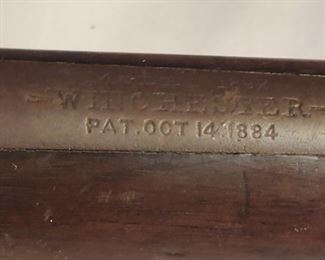 -WINCHESTER-
PAT. OCT 14. 1884